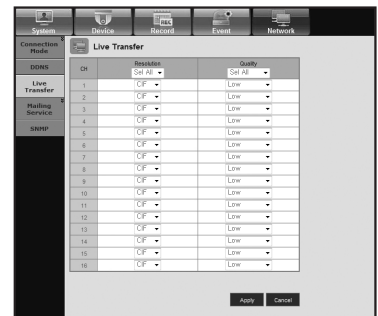 System Device Record Event Network
Connection Mode
DDNS
Live Transfer
Mailing Service
SNMP
Live Transfer
CH Resolution Quality
Sel All Sel All
1 CIF Low
2 CIF Low
3 CIF Low
4 CIF Low
5 CIF Low
6 CIF Low
7 CIF Low
8 CIF Low
9 CIF Low
10 CIF Low
11 CIF Low
12 CIF Low
13 CIF Low
14 CIF Low
15 CIF Low
16 CIF Low
Apply Cancel